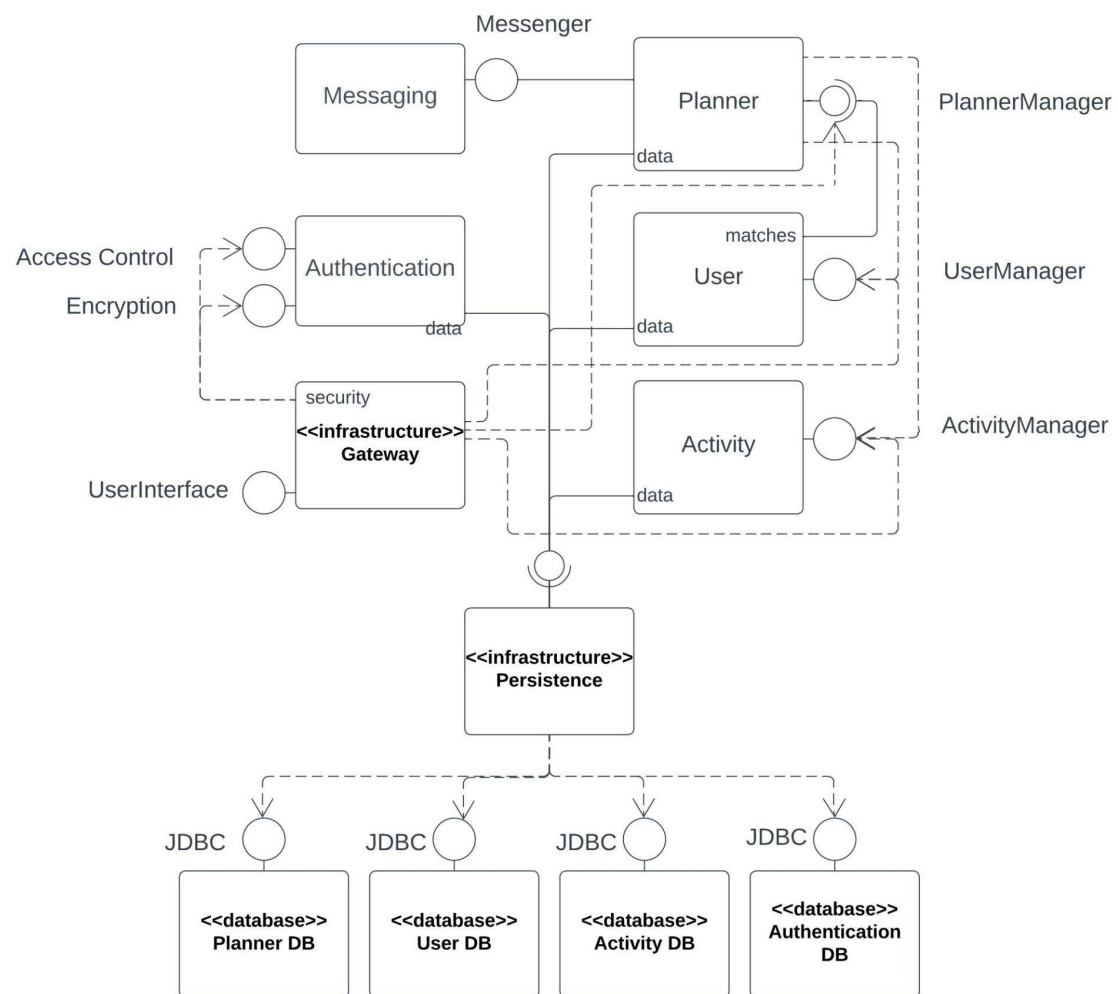 Messenger
Messaging
Planner
PlannerManager
data
matches
Access Control
Authentication
User
UserManager
Encryption
data
data
security
<<infrastructure>>
Gateway
Activity
ActivityManager
UserInterface
data
<<infrastructure>>
Persistence
JDBC
JDBC
JDBC
JDBC
<<database>>
Planner DB
<<database>>
User DB
<<database>>
Activity DB
<<database>>
Authentication
DB